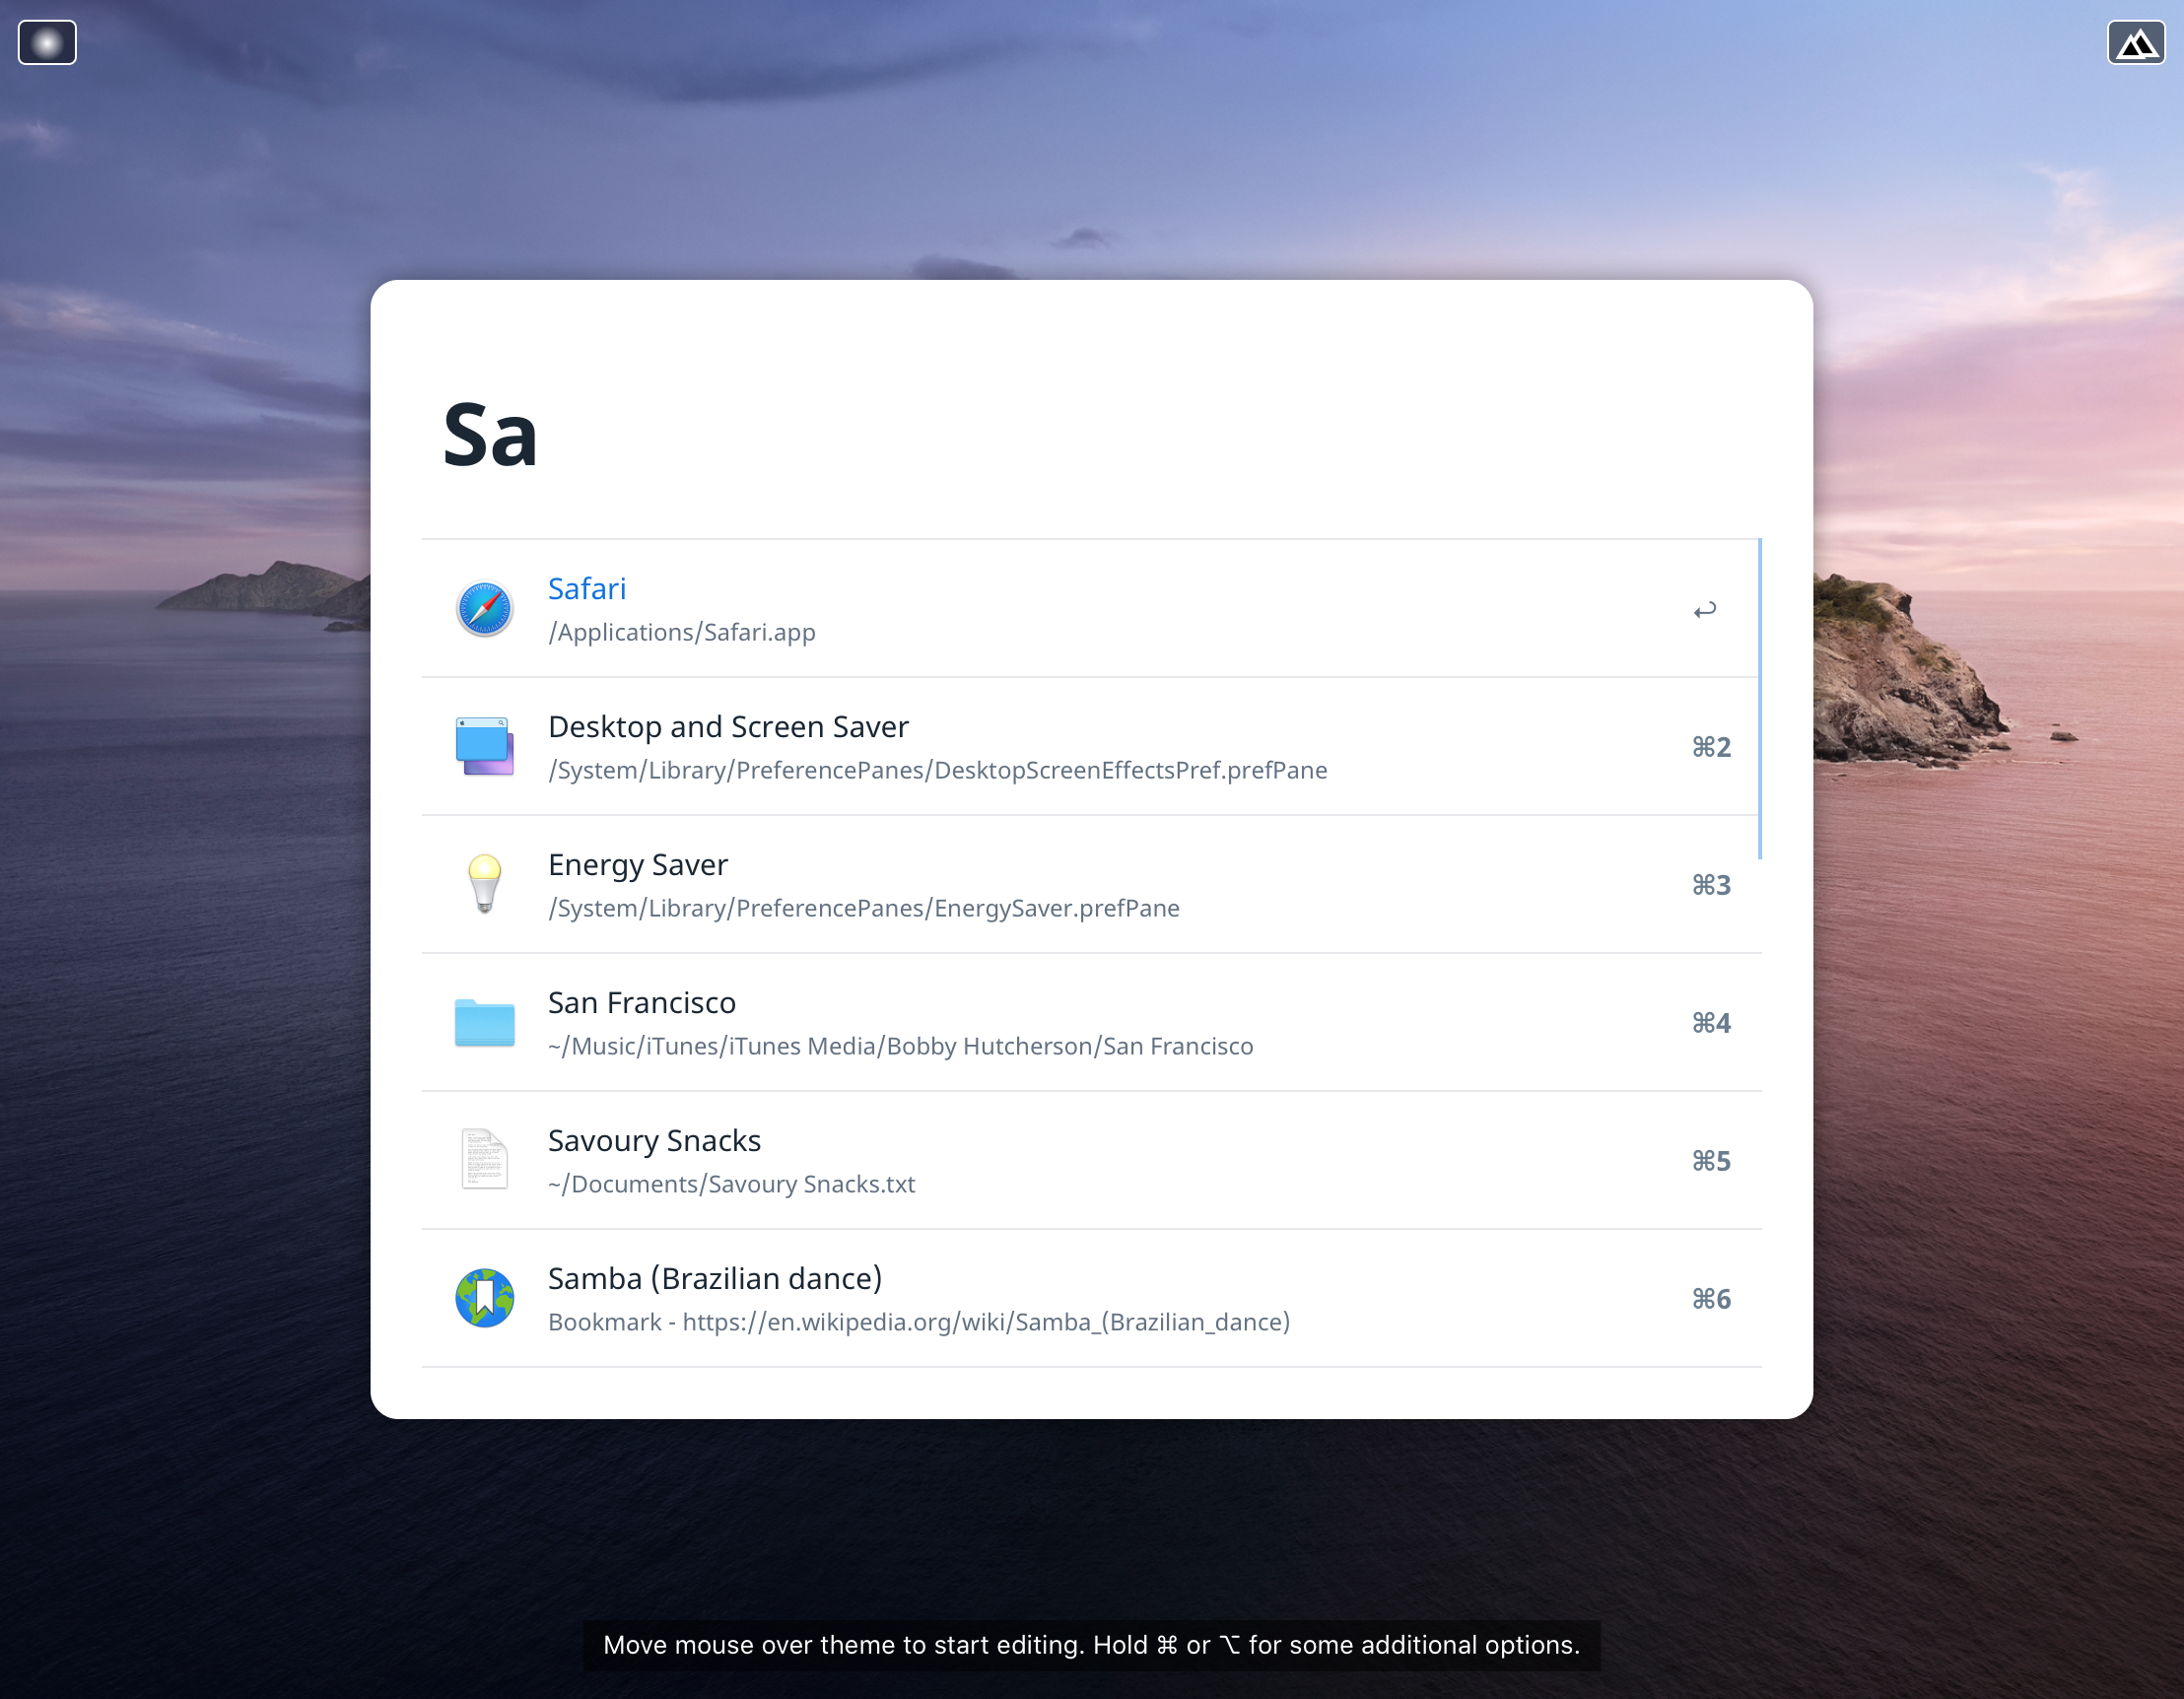 Sa
Safari
/Applications/Safari.app
↩
Desktop and Screen Saver
/System/Library/PreferencePanes/DesktopScreenEffectsPref.prefPane
⌘2
Energy Saver
/System/Library/PreferencePanes/EnergySaver.prefPane
⌘3
San Francisco
~/Music/iTunes/iTunes Media/Bobby Hutcherson/San Francisco
⌘4
Savoury Snacks
~/Documents/Savoury Snacks.txt
⌘5
Samba (Brazilian dance)
Bookmark - https://en.wikipedia.org/wiki/Samba_(Brazilian_dance)
⌘6
Move mouse over theme to start editing. Hold ⌘ or ⌥ for some additional options.